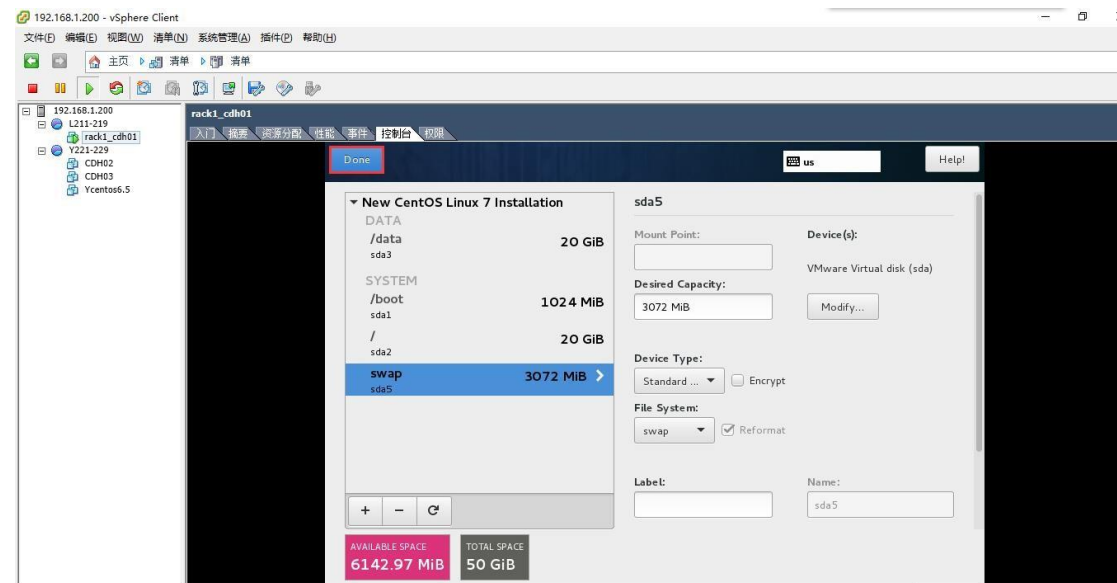 192.168.1.200 - vSphere Client
文件(F) 编辑(E) 视图(W) 清单(N) 系统管理(A) 插件(P) 帮助(H)
主页 清单 清单
192.168.1.200
L211-219
rack1_cdh01
Y221-229
CDH02
CDH03
Ycentos6.5
rack1_cdh01
入门 摘要 资源分配 性能 事件 控制台 权限
Done
us
Help!
New CentOS Linux 7 Installation
DATA
/data 20 GiB
sda3
SYSTEM
/boot 1024 MiB
sda1
/ 20 GiB
sda2
swap 3072 MiB
sda5
+ −
AVAILABLE SPACE
6142.97 MiB
TOTAL SPACE
50 GiB
sda5
Mount Point:
Device(s):
VMware Virtual disk (sda)
Desired Capacity:
3072 MiB
Modify...
Device Type:
Standard ... Encrypt
File System:
swap Reformat
Label:
Name:
sda5